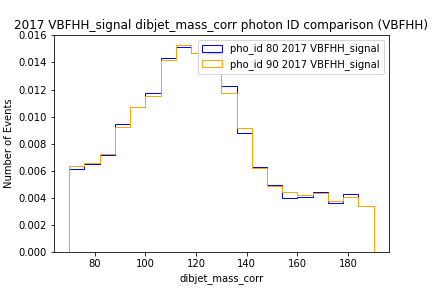 2017 VBFHH_signal dibjet_mass_corr photon ID comparison (VBFHH)
0.016
0.014
0.012
0.010
0.008
0.006
0.004
0.002
0.000
Number of Events
pho_id 80 2017 VBFHH_signal
pho_id 90 2017 VBFHH_signal
80 100 120 140 160 180
dibjet_mass_corr